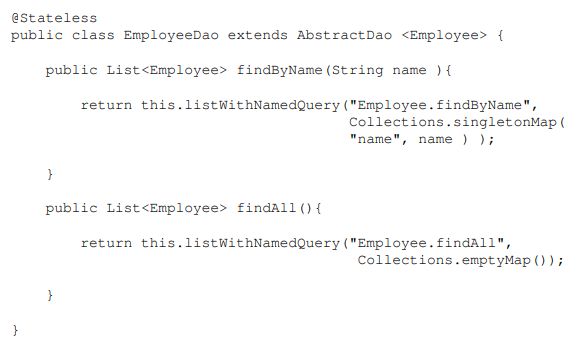 @Stateless
public class EmployeeDao extends AbstractDao <Employee> {
public List<Employee> findByName(String name ){
return this.listWithNamedQuery("Employee.findByName",
Collections.singletonMap(
"name", name ) );
}
public List<Employee> findAll(){
return this.listWithNamedQuery("Employee.findAll",
Collections.emptyMap());
}
}